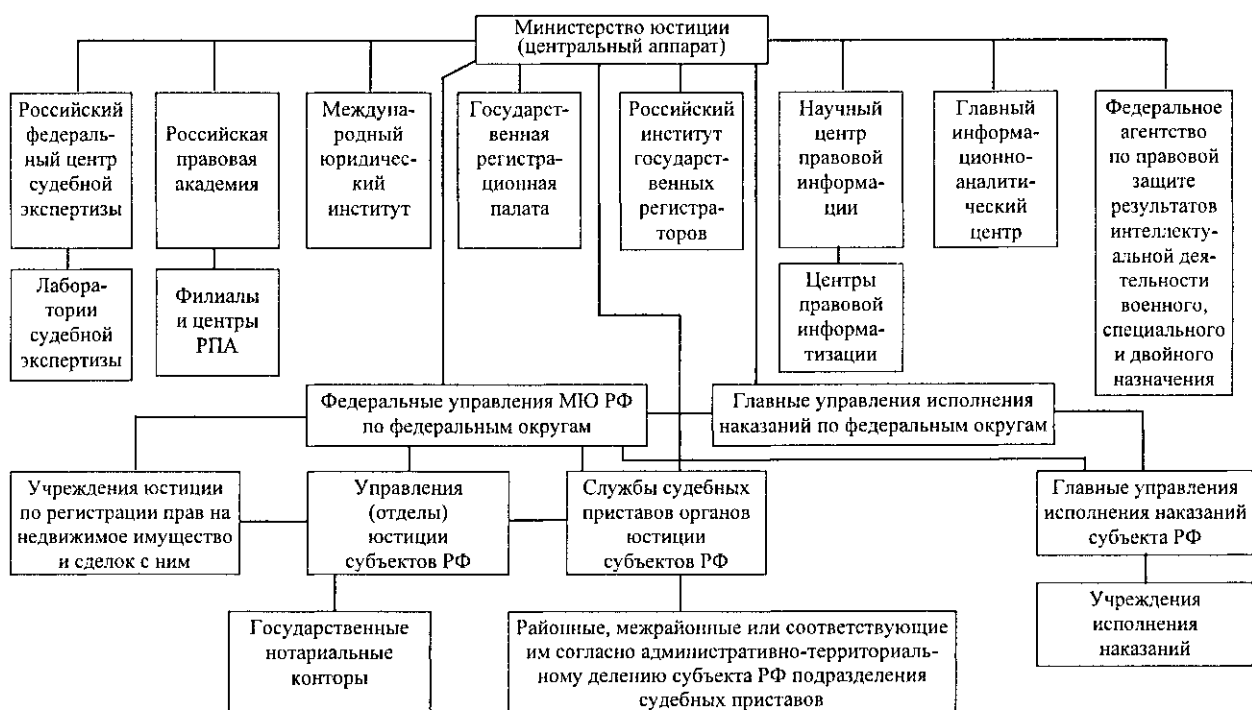 Министерство юстиции
(центральный аппарат)
Российский
федераль-
ный центр
судебной
экспертизы
Российская
правовая
академия
Междуна-
родный
юридичес-
кий
институт
Государст-
венная
регистра-
ционная
палата
Российский
институт
государст-
венных
регистра-
торов
Научный
центр
правовой
информа-
ции
Главный
информа-
ционно-
аналити-
ческий
центр
Федеральное
агентство
по правовой
защите
результатов
интеллекту-
альной дея-
тельности
военного,
специального
и двойного
назначения
Лабора-
тории
судебной
экспертизы
Филиалы
и центры
РПА
Центры
правовой
информа-
тизации
Федеральные управления МЮ РФ
по федеральным округам
Главные управления исполнения
наказаний по федеральным округам
Учреждения юстиции
по регистрации прав на
недвижимое имущество
и сделок с ним
Управления
(отделы)
юстиции
субъектов РФ
Службы судебных
приставов органов
юстиции
субъектов РФ
Главные управления
исполнения наказаний
субъекта РФ
Государственные
нотариальные
конторы
Районные, межрайонные или соответствующие
им согласно административно-территориаль-
ному делению субъекта РФ подразделения
судебных приставов
Учреждения
исполнения
наказаний